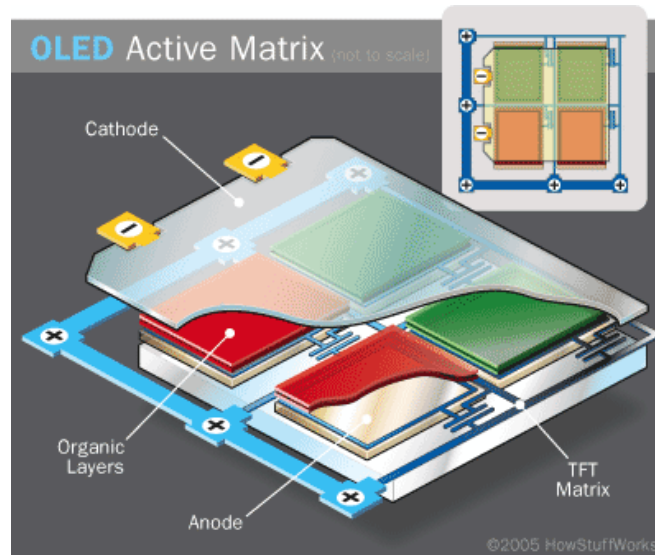 OLED Active Matrix (not to scale)
Cathode
Organic
Layers
Anode
TFT
Matrix
©2005 HowStuffWorks